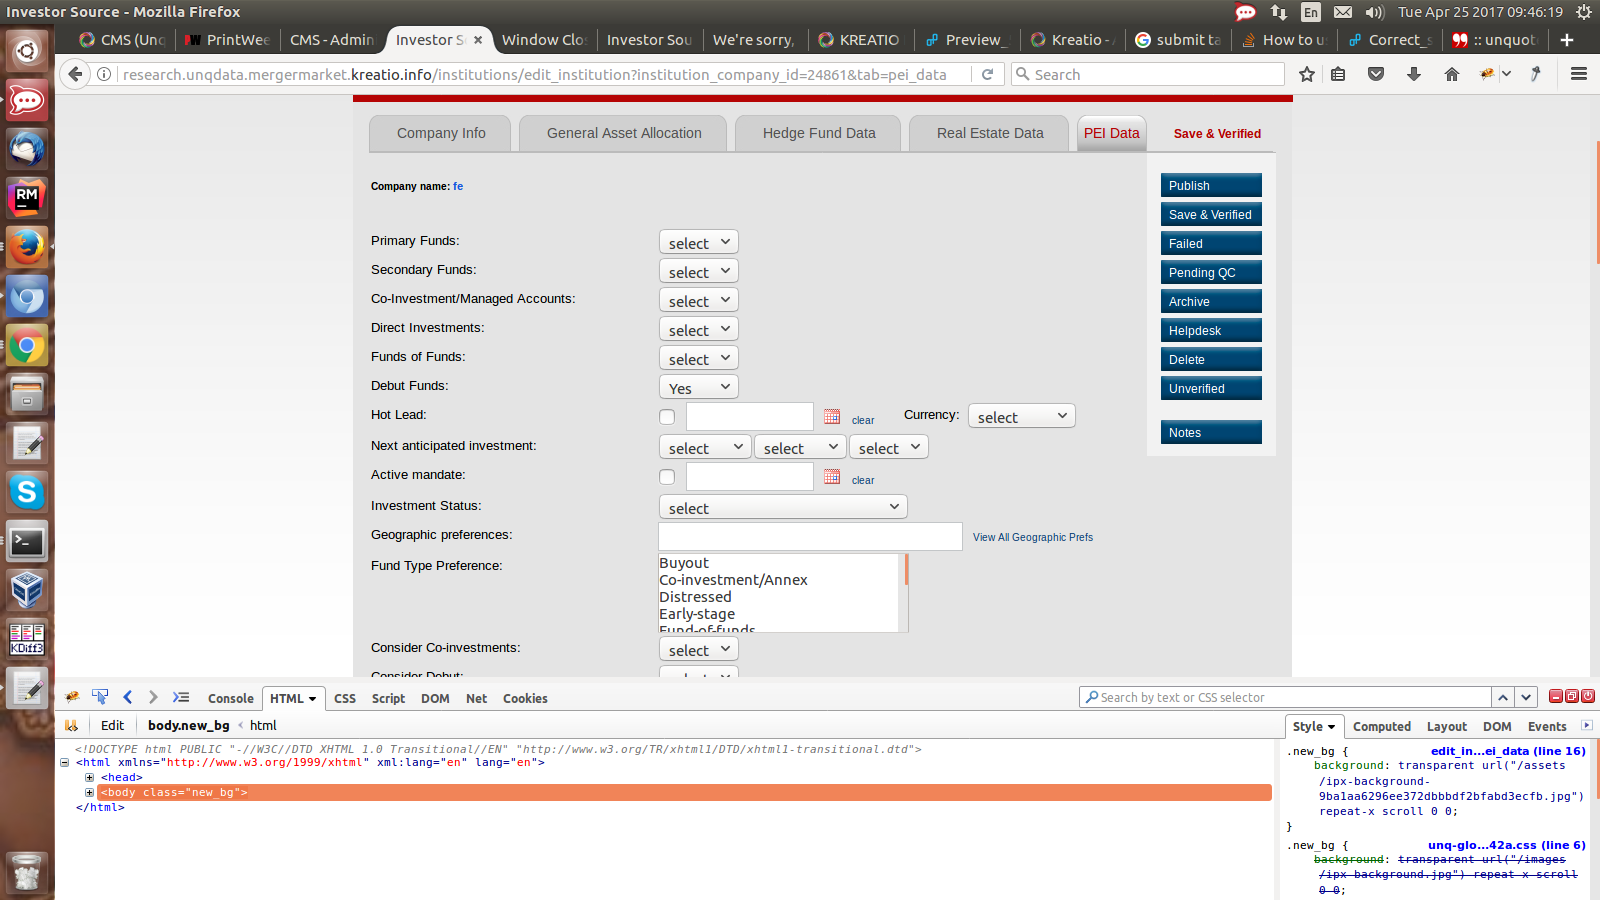 Investor Source - Mozilla Firefox
En
Tue Apr 25 2017 09:46:19
CMS (Unq
PrintWee
CMS - Admin
Investor S
Window Clo
Investor Sou
We're sorry,
KREATIO
Preview_
Kreatio - A
submit ta
How to u
Correct_s
:: unquot
research.unqdata.mergermarket.kreatio.info/institutions/edit_institution?institution_company_id=24861&tab=pei_data
Search
Company Info
General Asset Allocation
Hedge Fund Data
Real Estate Data
PEI Data
Save & Verified
Company name: fe
Publish
Save & Verified
Failed
Pending QC
Archive
Helpdesk
Delete
Unverified
Notes
Primary Funds: select
Secondary Funds: select
Co-Investment/Managed Accounts: select
Direct Investments: select
Funds of Funds: select
Debut Funds: Yes
Hot Lead: clear Currency: select
Next anticipated investment: select select select
Active mandate: clear
Investment Status: select
Geographic preferences: View All Geographic Prefs
Fund Type Preference: Buyout
Co-investment/Annex
Distressed
Early-stage
Fund-of-funds
Consider Co-investments: select
Consider Debut: select
RM
KDiff3
Console HTML CSS Script DOM Net Cookies
Search by text or CSS selector
Edit body.new_bg < html
Style Computed Layout DOM Events
<!DOCTYPE html PUBLIC "-//W3C//DTD XHTML 1.0 Transitional//EN" "http://www.w3.org/TR/xhtml1/DTD/xhtml1-transitional.dtd">
<html xmlns="http://www.w3.org/1999/xhtml" xml:lang="en" lang="en">
<head>
<body class="new_bg">
</html>
.new_bg { edit_in...ei_data (line 16)
background: transparent url("/assets
/ipx-background-
9ba1aa6296ee372dbbbdf2bfabd3ecfb.jpg")
repeat-x scroll 0 0;
}
.new_bg { unq-glo...42a.css (line 6)
background: transparent url("/images
/ipx-background.jpg") repeat-x scroll
0 0;